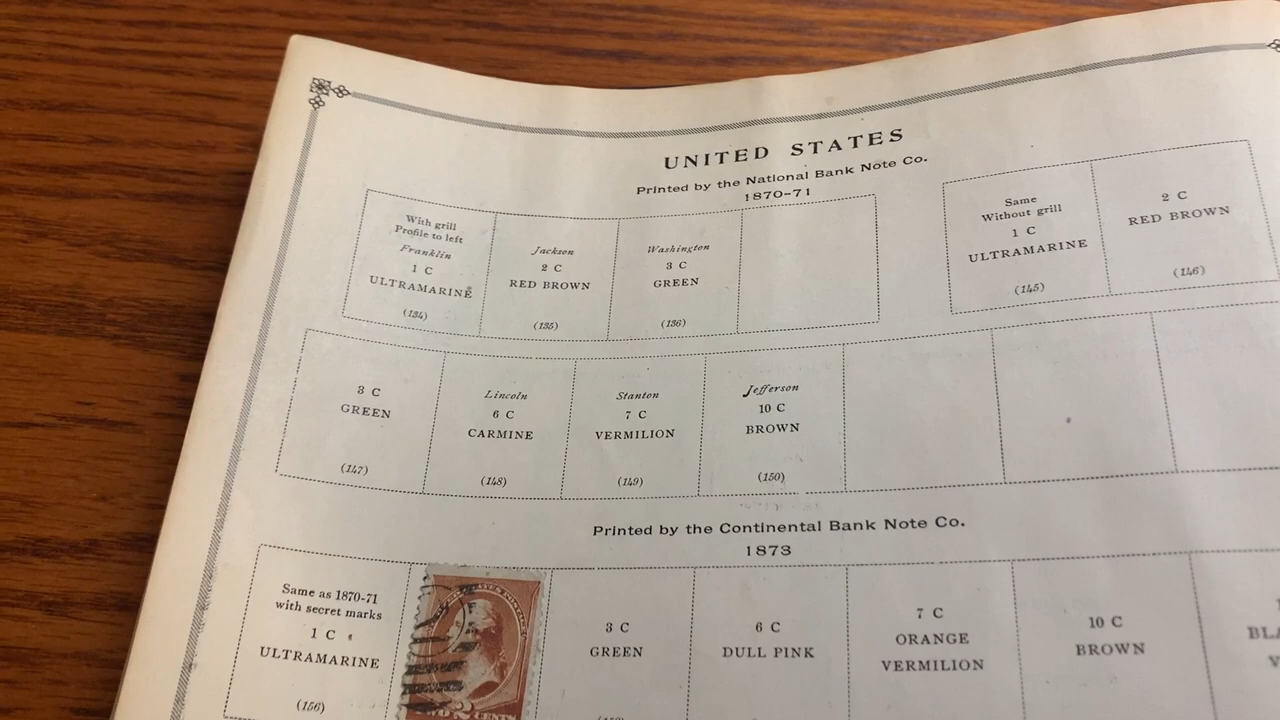 UNITED STATES
Printed by the National Bank Note Co.
1870-71
With grill
Profile to left
Franklin
1 C
ULTRAMARINE
(134)
Jackson
2 C
RED BROWN
(135)
Washington
3 C
GREEN
(136)
Same
Without grill
1 C
ULTRAMARINE
(145)
2 C
RED BROWN
(146)
3 C
GREEN
(147)
Lincoln
6 C
CARMINE
(148)
Stanton
7 C
VERMILION
(149)
Jefferson
10 C
BROWN
(150)
Printed by the Continental Bank Note Co.
1873
Same as 1870-71
with secret marks
1 C
ULTRAMARINE
(156)
TWO 2 CENTS
3 C
GREEN
6 C
DULL PINK
7 C
ORANGE
VERMILION
10 C
BROWN